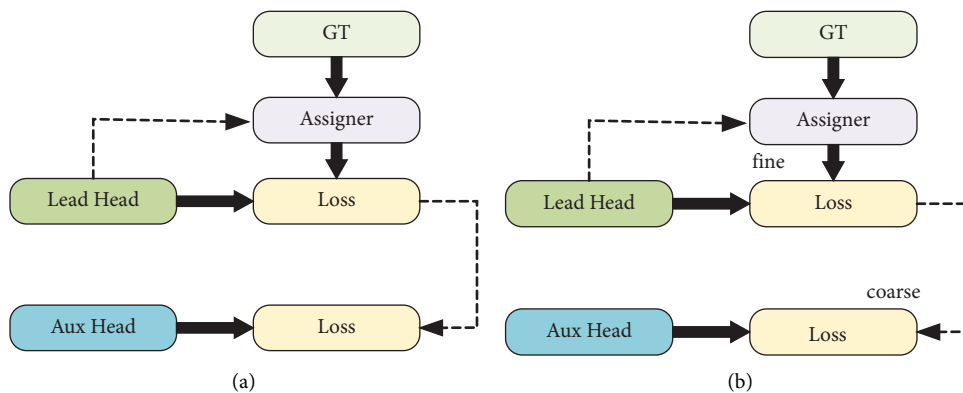 GT
Assigner
Lead Head
Loss
Aux Head
Loss
(a)
GT
Assigner
fine
Lead Head
Loss
coarse
Aux Head
Loss
(b)